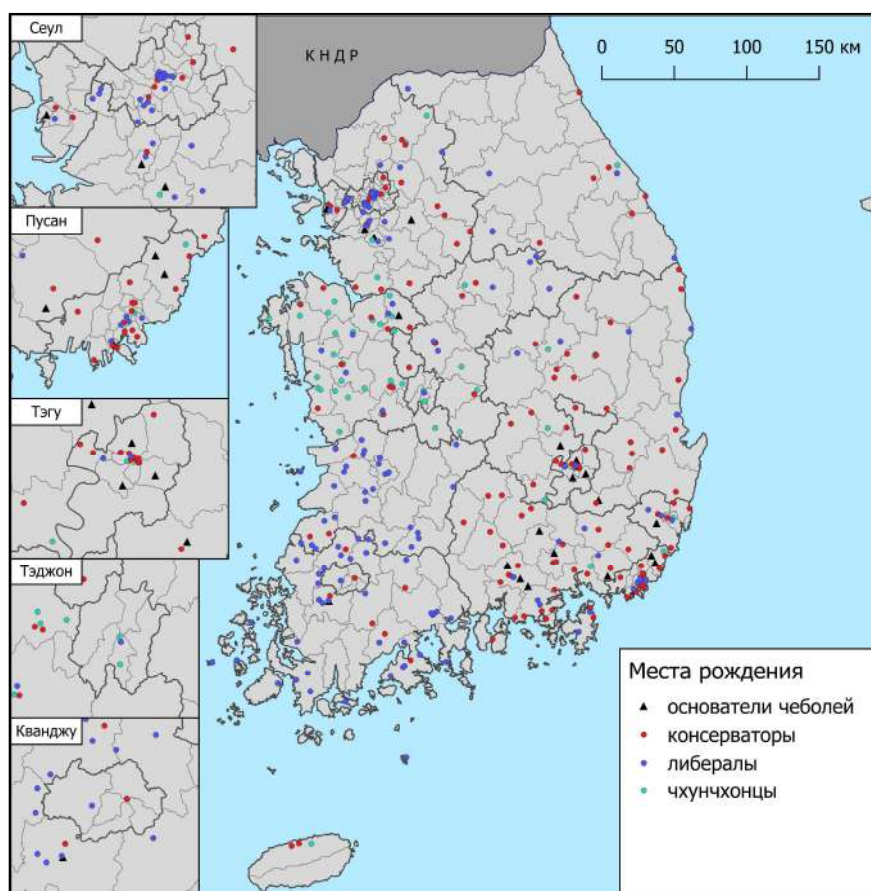 Сеул
КНДР
0 50 100 150 км
Пусан
Тэгу
Тэджон
Кванджу
Места рождения
основатели чеболей
консерваторы
либералы
чхунчхонцы